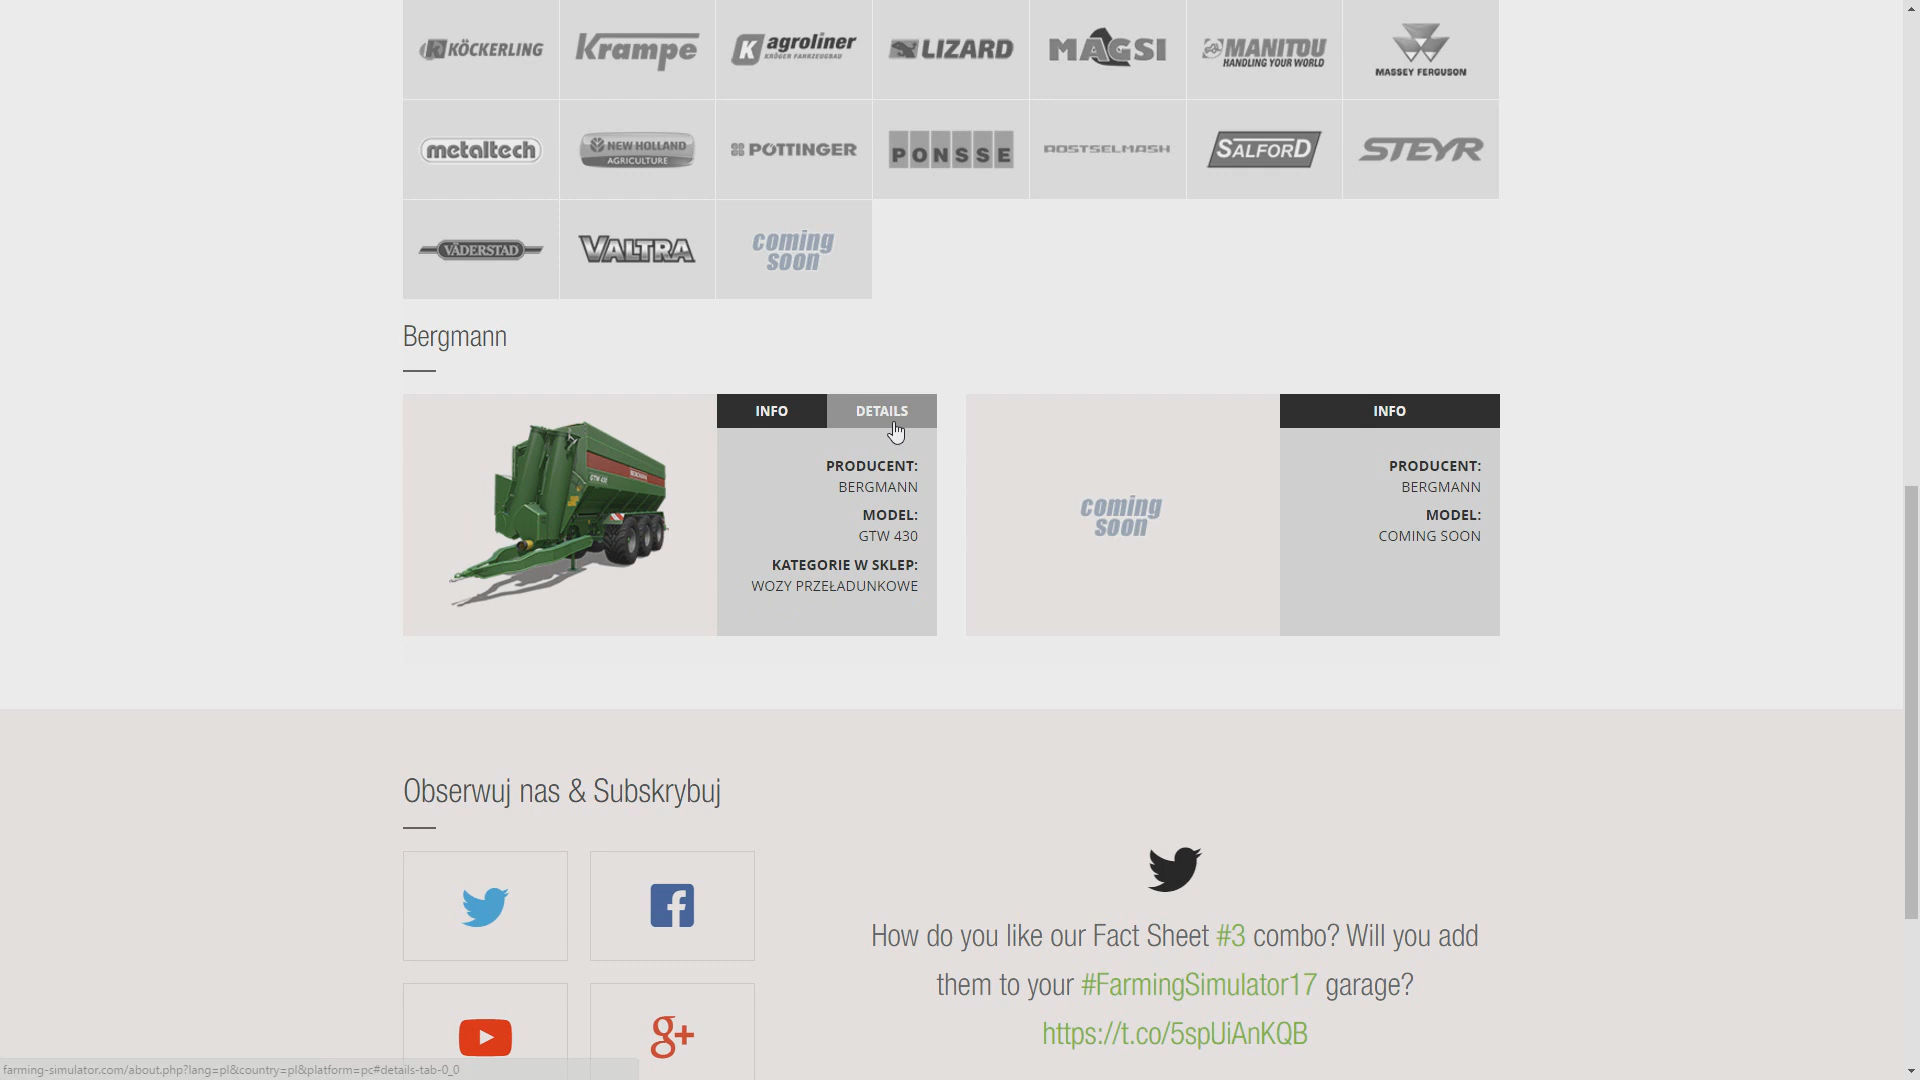 KÖCKERLING
Krampe
agroliner
KRÖGER FAHRZEUGBAU
LIZARD
MAGSI
MANITOU
HANDLING YOUR WORLD
MASSEY FERGUSON
metaltech
NEW HOLLAND
AGRICULTURE
PÖTTINGER
PONSSE
ROSTSELMASH
SALFORD
STEYR
VÄDERSTAD
VALTRA
coming
soon
Bergmann
INFO
DETAILS
PRODUCENT:
BERGMANN
MODEL:
GTW 430
KATEGORIE W SKLEP:
WOZY PRZEŁADUNKOWE
GTW 430
BERGMANN
coming
soon
INFO
PRODUCENT:
BERGMANN
MODEL:
COMING SOON
Obserwuj nas & Subskrybuj
g+
How do you like our Fact Sheet #3 combo? Will you add
them to your #FarmingSimulator17 garage?
https://t.co/5spUiAnKQB
farming-simulator.com/about.php?lang=pl&country=pl&platform=pc#details-tab-0_0